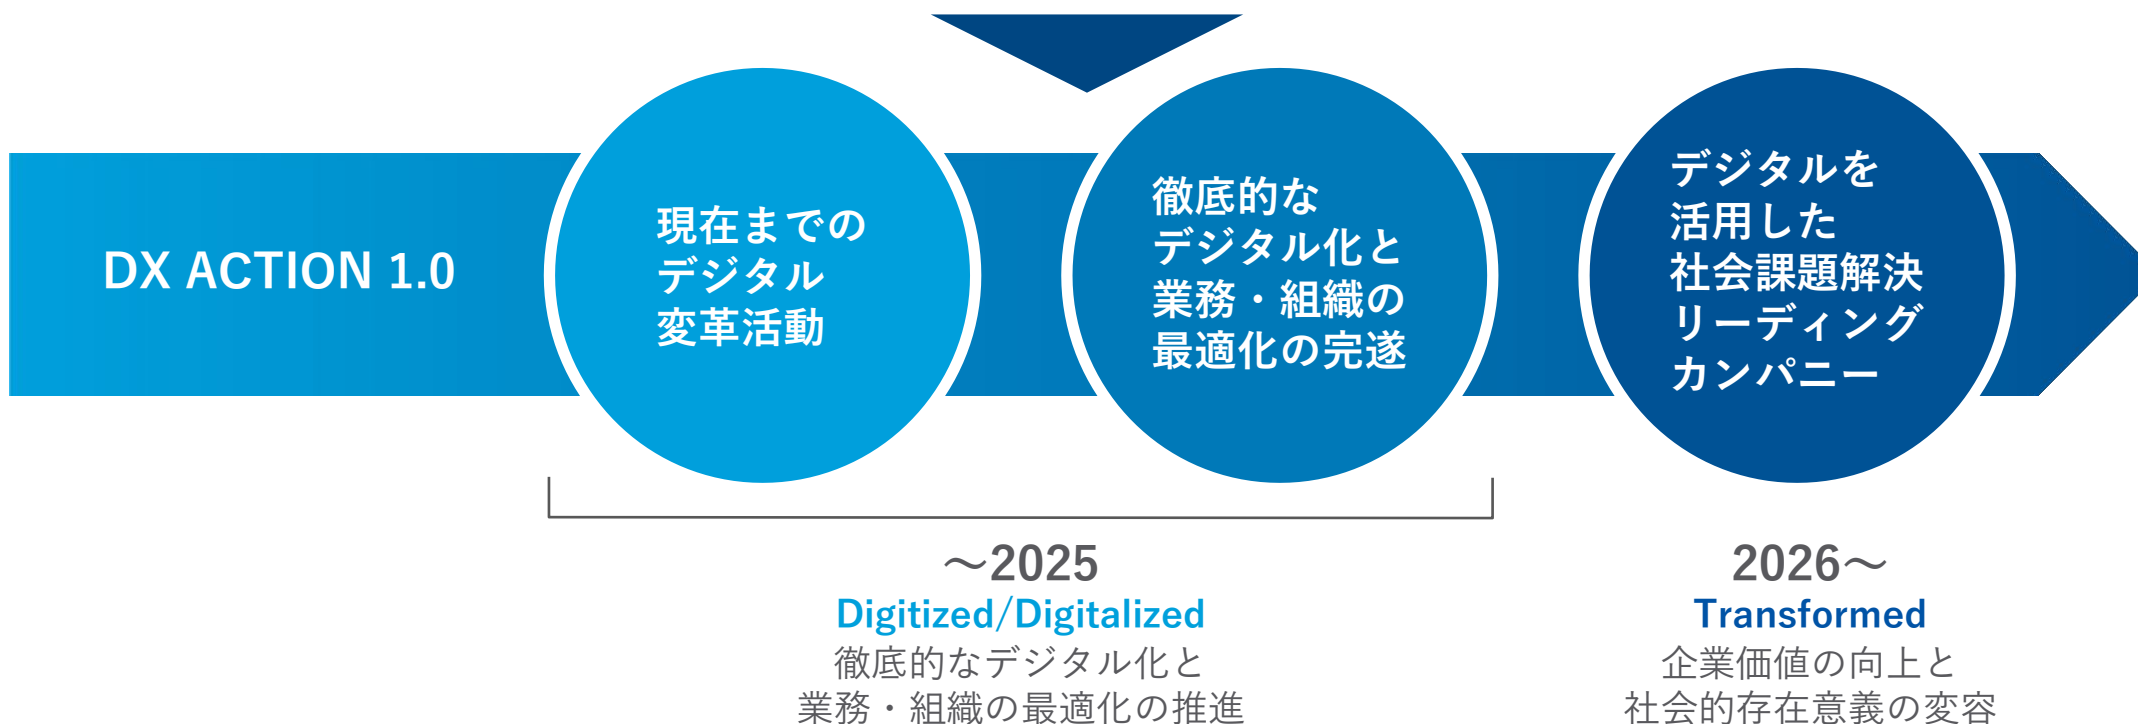 DX ACTION 1.0
現在までの
デジタル
変革活動
徹底的な
デジタル化と
業務・組織の
最適化の完遂
デジタルを
活用した
社会課題解決
リーディング
カンパニー
～2025
Digitized/Digitalized
徹底的なデジタル化と
業務・組織の最適化の推進
2026～
Transformed
企業価値の向上と
社会的存在意義の変容